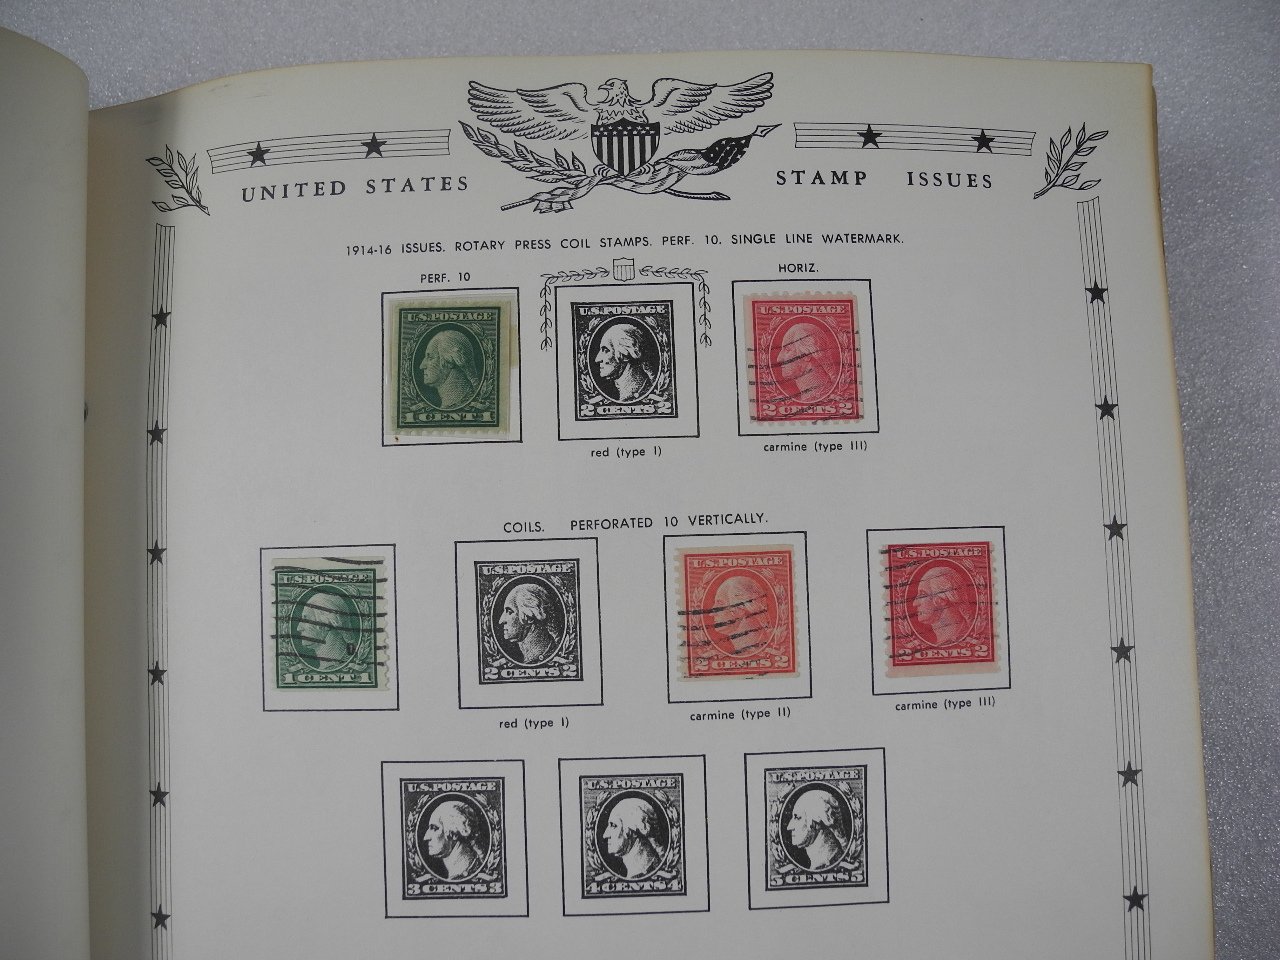 UNITED STATES STAMP ISSUES
1914-16 ISSUES. ROTARY PRESS COIL STAMPS. PERF. 10. SINGLE LINE WATERMARK.
PERF. 10 HORIZ.
U.S.POSTAGE U.S.POSTAGE U.S.POSTAGE
1 CENT 1 2 CENTS 2 2 CENTS 2
red (type I) carmine (type III)
COILS. PERFORATED 10 VERTICALLY.
U.S.POSTAGE U.S.POSTAGE U.S.POSTAGE U.S.POSTAGE
1 CENT 1 2 CENTS 2 2 CENTS 2 2 CENTS 2
red (type I) carmine (type II) carmine (type III)
U.S.POSTAGE U.S.POSTAGE U.S.POSTAGE
3 CENTS 3 4 CENTS 4 5 CENTS 5